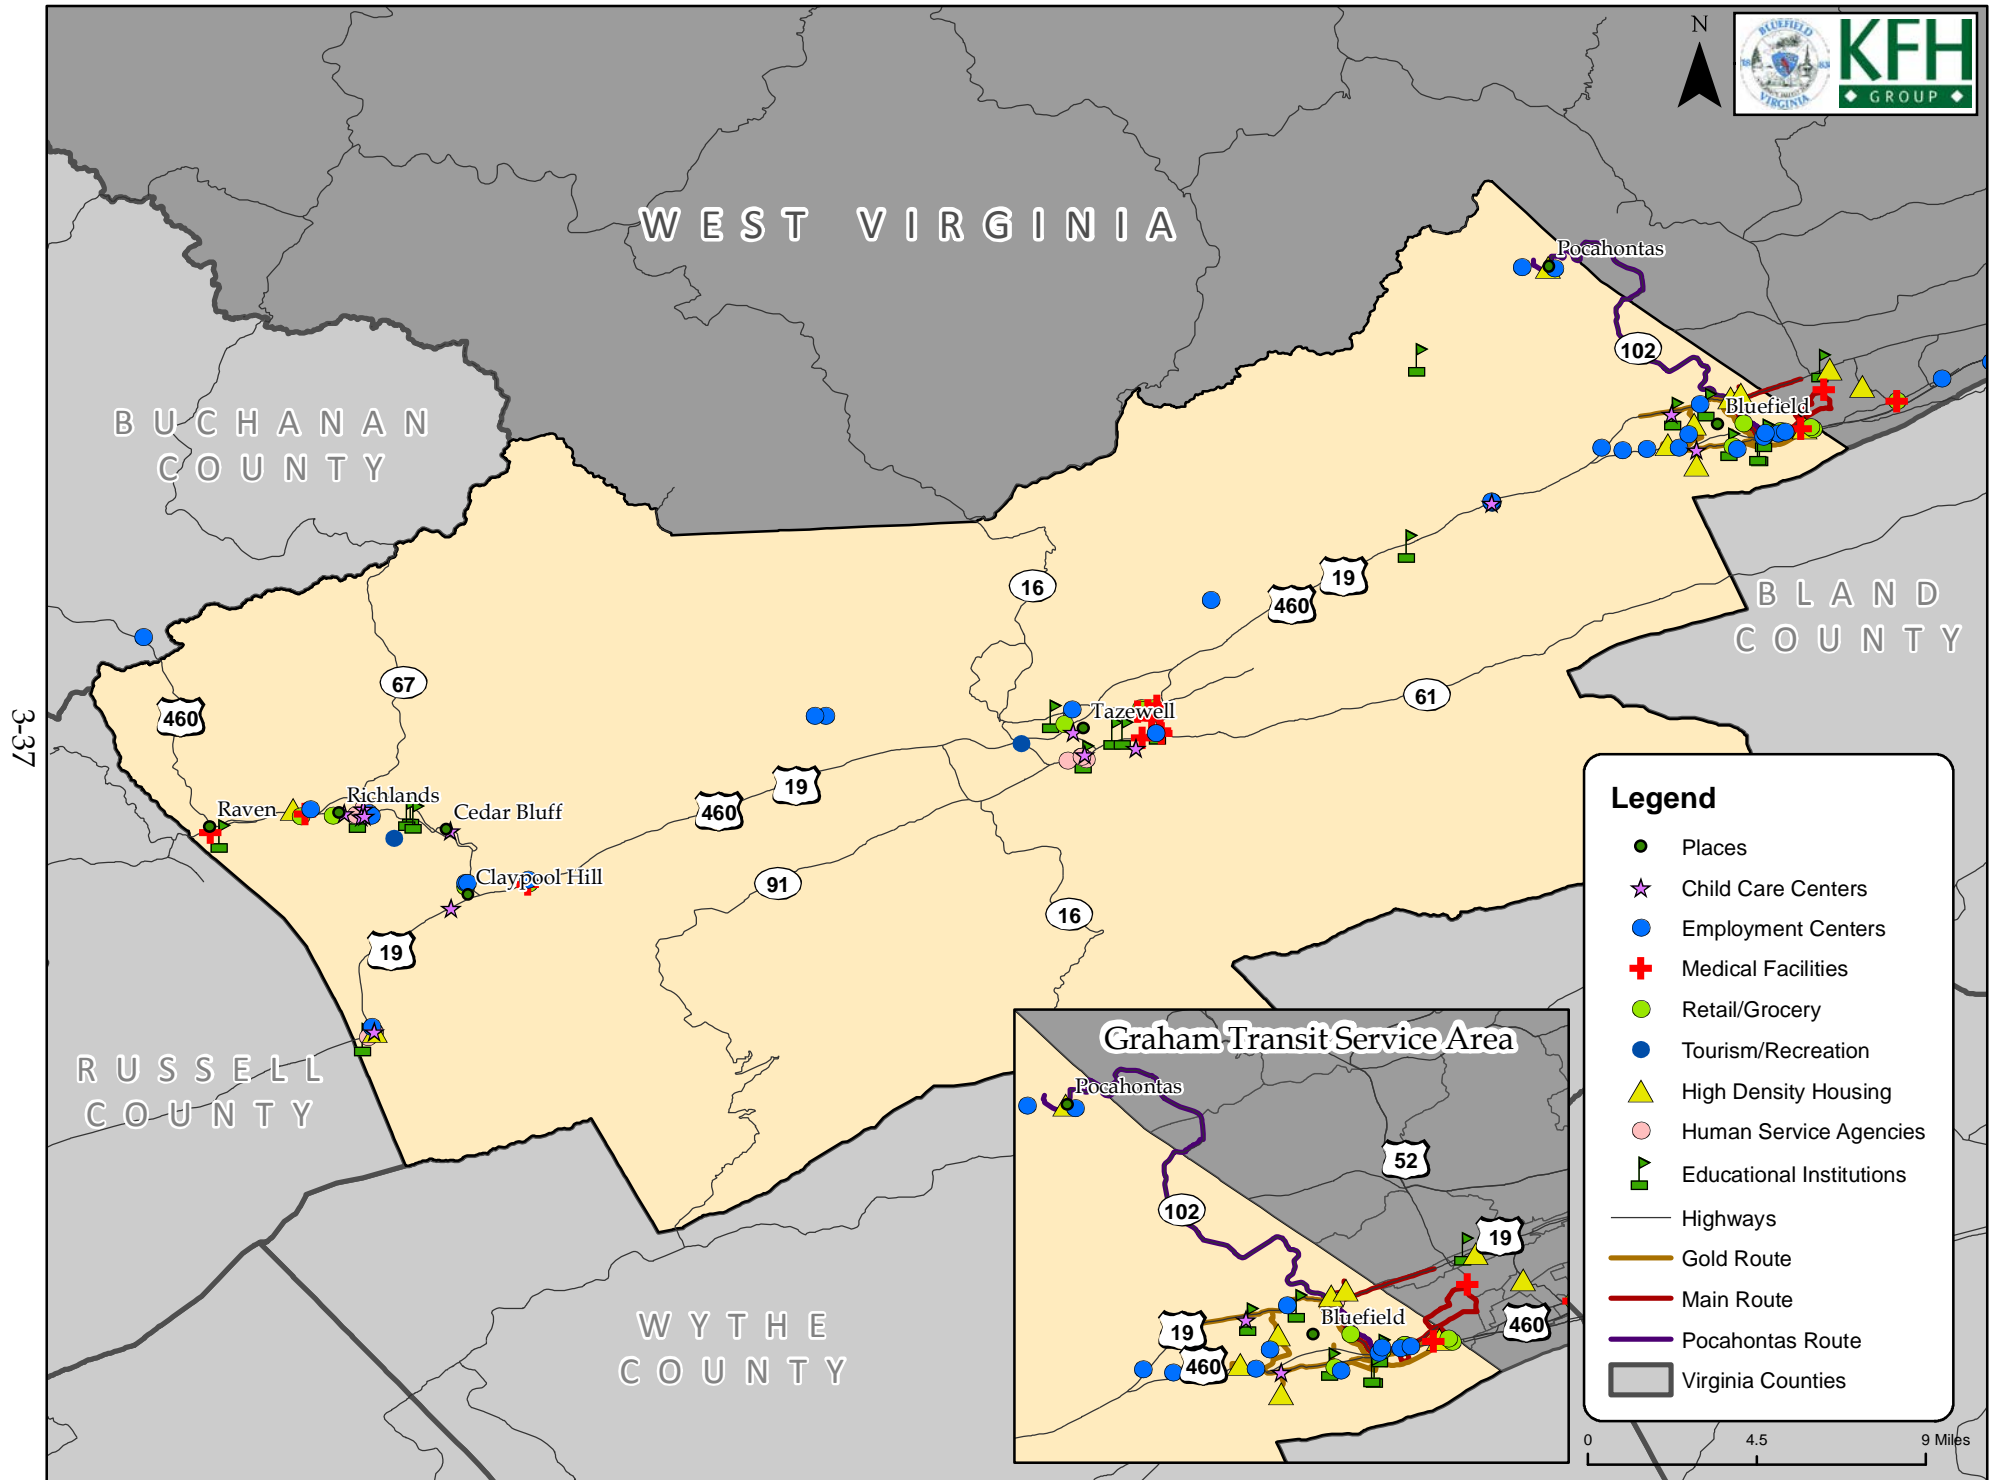 N
BLUEFIELD
18 83
VIRGINIA
KFH
GROUP
WEST VIRGINIA
Pocahontas
102
Bluefield
BUCHANAN
COUNTY
16
19
460
BLAND
COUNTY
67
460
61
Tazewell
3-37
19
460
Raven
Richlands
Cedar Bluff
Claypool Hill
91
16
19
RUSSELL
COUNTY
WYTHE
COUNTY
Graham Transit Service Area
Pocahontas
52
102
19
Bluefield
19
460
460
Legend
Places
Child Care Centers
Employment Centers
Medical Facilities
Retail/Grocery
Tourism/Recreation
High Density Housing
Human Service Agencies
Educational Institutions
Highways
Gold Route
Main Route
Pocahontas Route
Virginia Counties
0 4.5 9 Miles